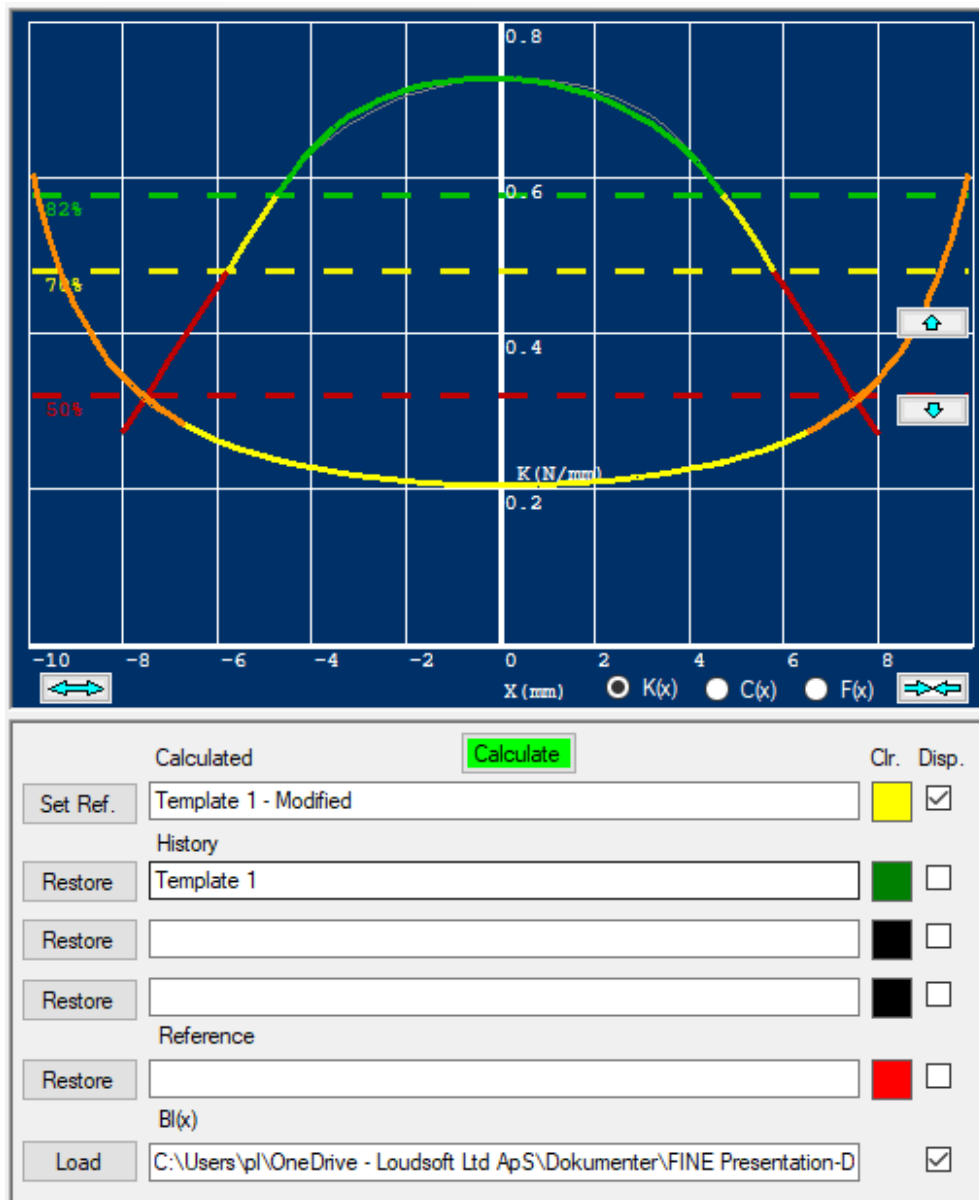 0.8
0.6
82%
70%
0.4
50%
K(N/mm)
0.2
-10 -8 -6 -4 -2 0 2 4 6 8
X(mm) K(x) C(x) F(x)
Calculated Calculate Clr. Disp.
Set Ref. Template 1 - Modified
History
Restore Template 1
Restore
Restore
Reference
Restore
Bl(x)
Load C:\Users\pl\OneDrive - Loudsoft Ltd ApS\Dokumenter\FINE Presentation-D